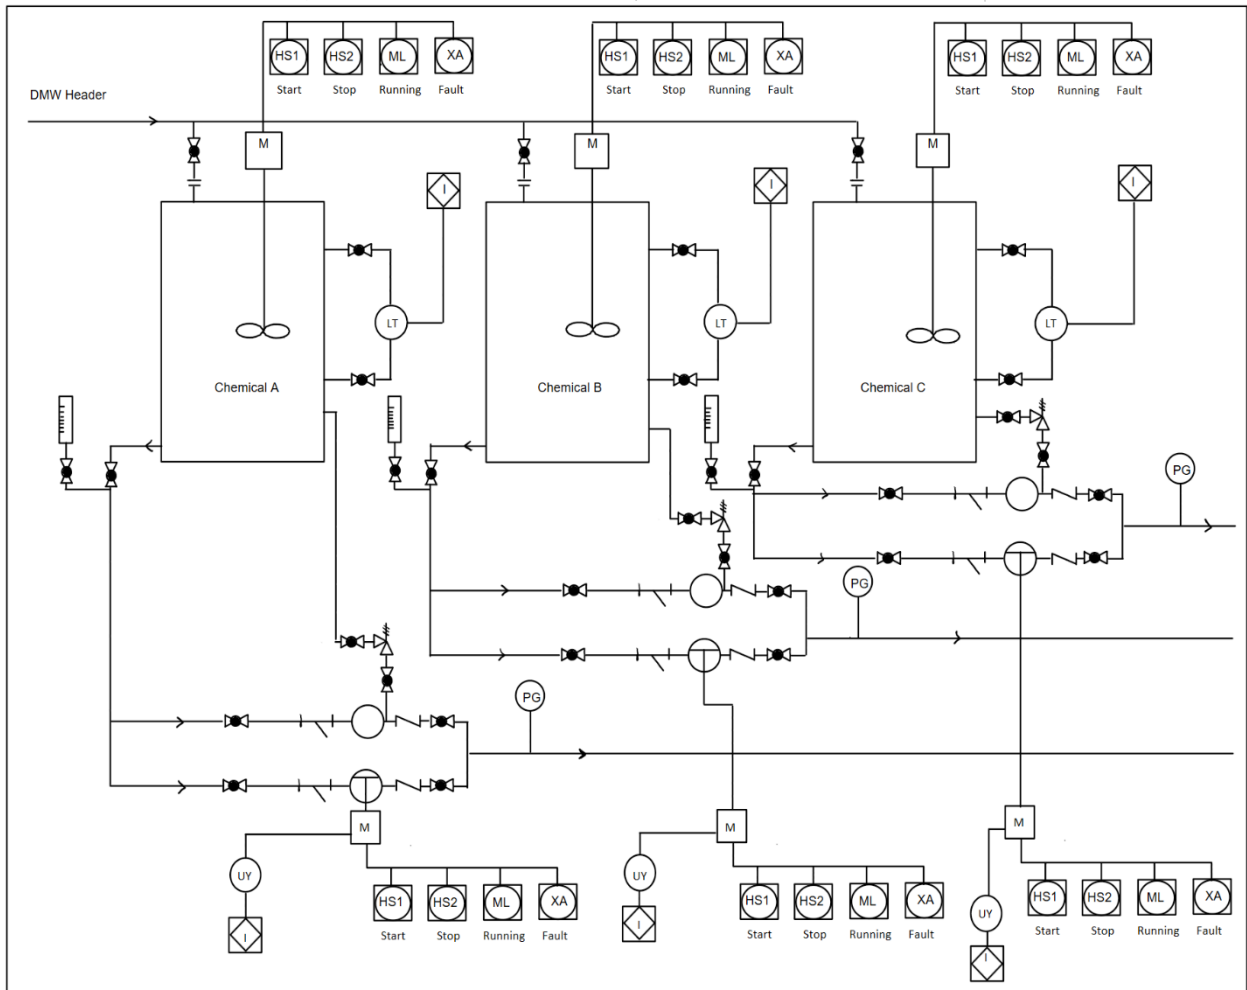 HS1 HS2 ML XA HS1 HS2 ML XA HS1 HS2 ML XA
Start Stop Running Fault Start Stop Running Fault Start Stop Running Fault
DMW Header
M M M
I I I
LT LT LT
Chemical A Chemical B Chemical C
PG
PG
PG
M M M
UY UY
HS1 HS2 ML XA HS1 HS2 ML XA HS1 HS2 ML XA
UY
Start Stop Running Fault Start Stop Running Fault Start Stop Running Fault
I I I